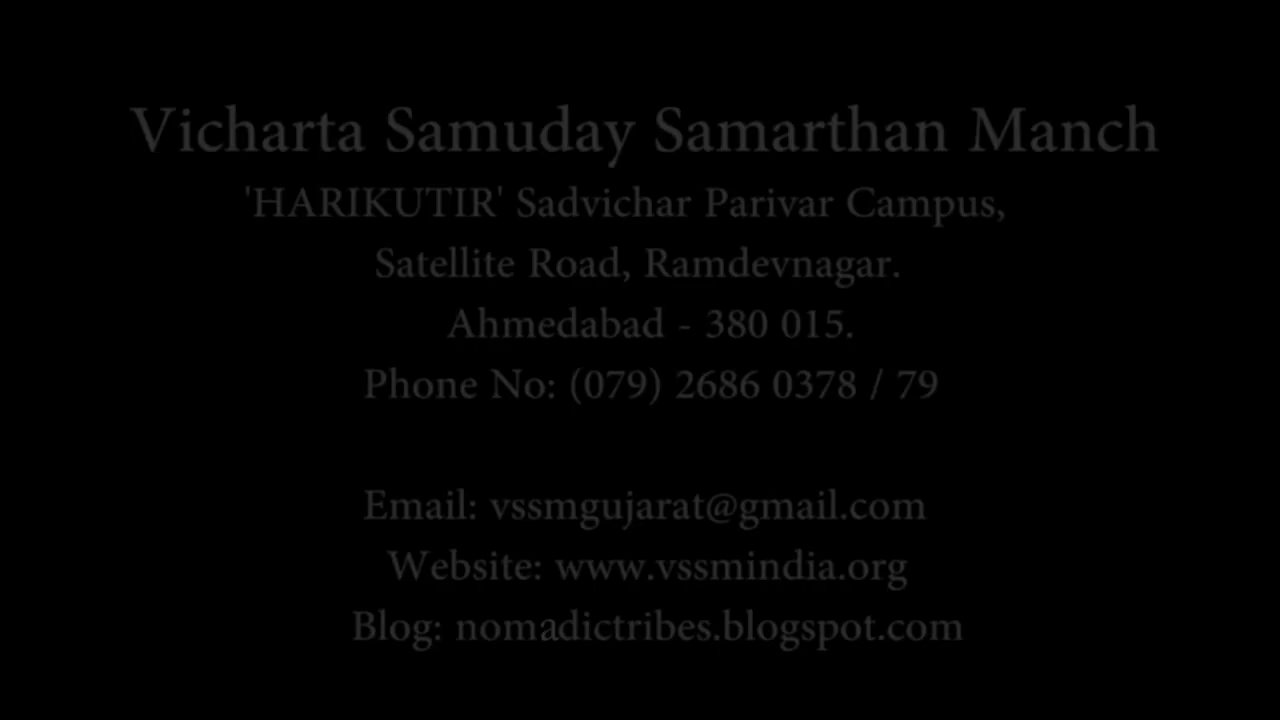 Vicharta Samuday Samarthan Manch
'HARIKUTIR' Sadvichar Parivar Campus,
Satellite Road, Ramdevnagar.
Ahmedabad - 380 015.
Phone No: (079) 2686 0378 / 79
Email: vssmgujarat@gmail.com
Website: www.vssmindia.org
Blog: nomadictribes.blogspot.com